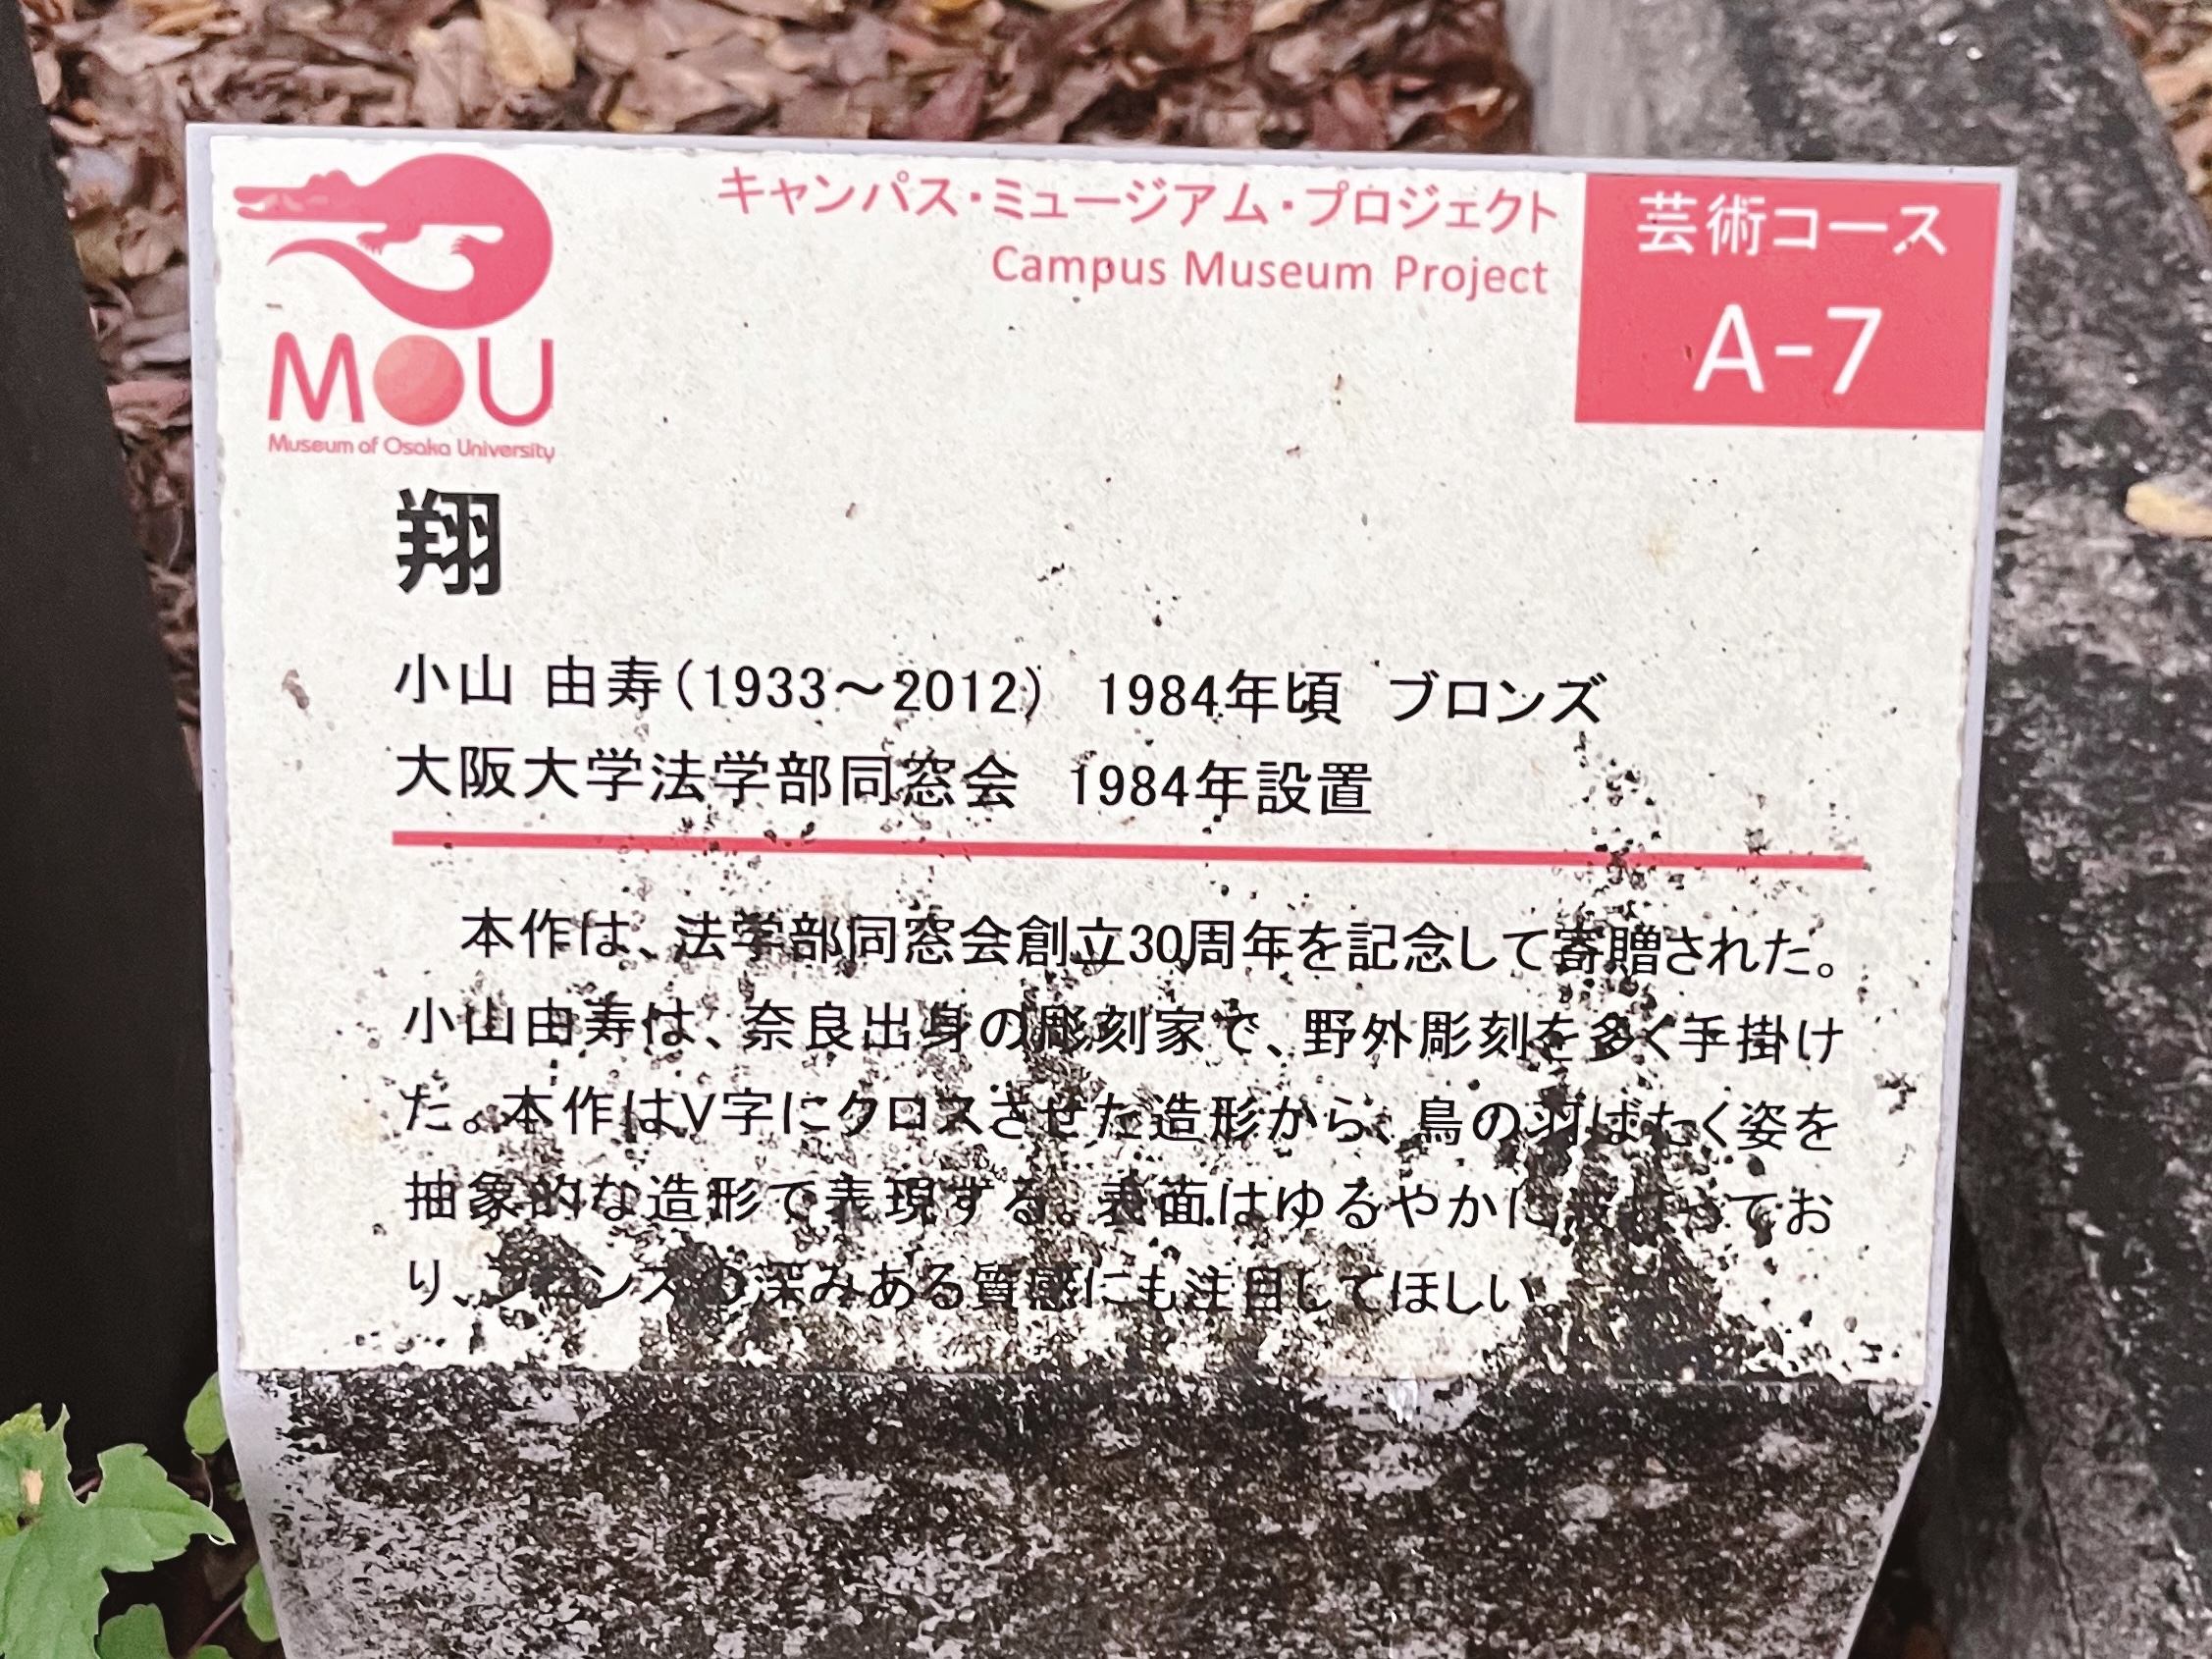 キャンパス・ミュージアム・プロジェクト
Campus Museum Project
芸術コース
A-7
MOU
Museum of Osaka University
翔
小山 由寿(1933～2012) 1984年頃 ブロンズ
大阪大学法学部同窓会 1984年設置
本作は、法学部同窓会創立30周年を記念して寄贈された。
小山由寿は、奈良出身の彫刻家で、野外彫刻を多く手掛け
た。本作はV字にクロスさせた造形から、鳥の羽ばたく姿を
抽象的な造形で表現する。表面はゆるやかに てお
り、ブロンズの深みある質感にも注目してほしい。